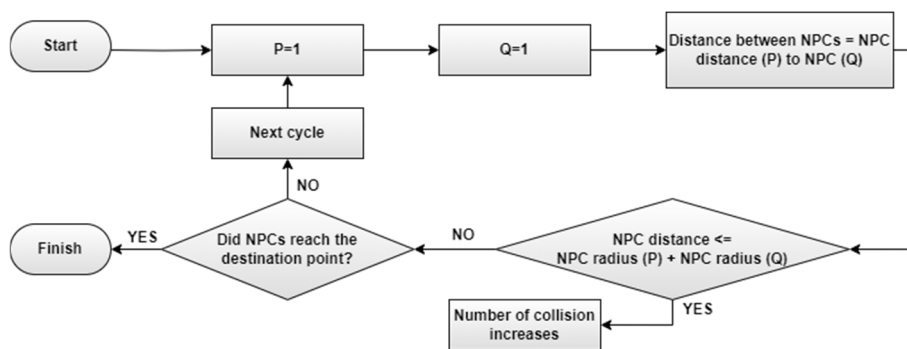 Start
P=1
Q=1
Distance between NPCs = NPC
distance (P) to NPC (Q)
Next cycle
NO
Finish
YES
Did NPCs reach the
destination point?
NO
NPC distance <=
NPC radius (P) + NPC radius (Q)
YES
Number of collision
increases